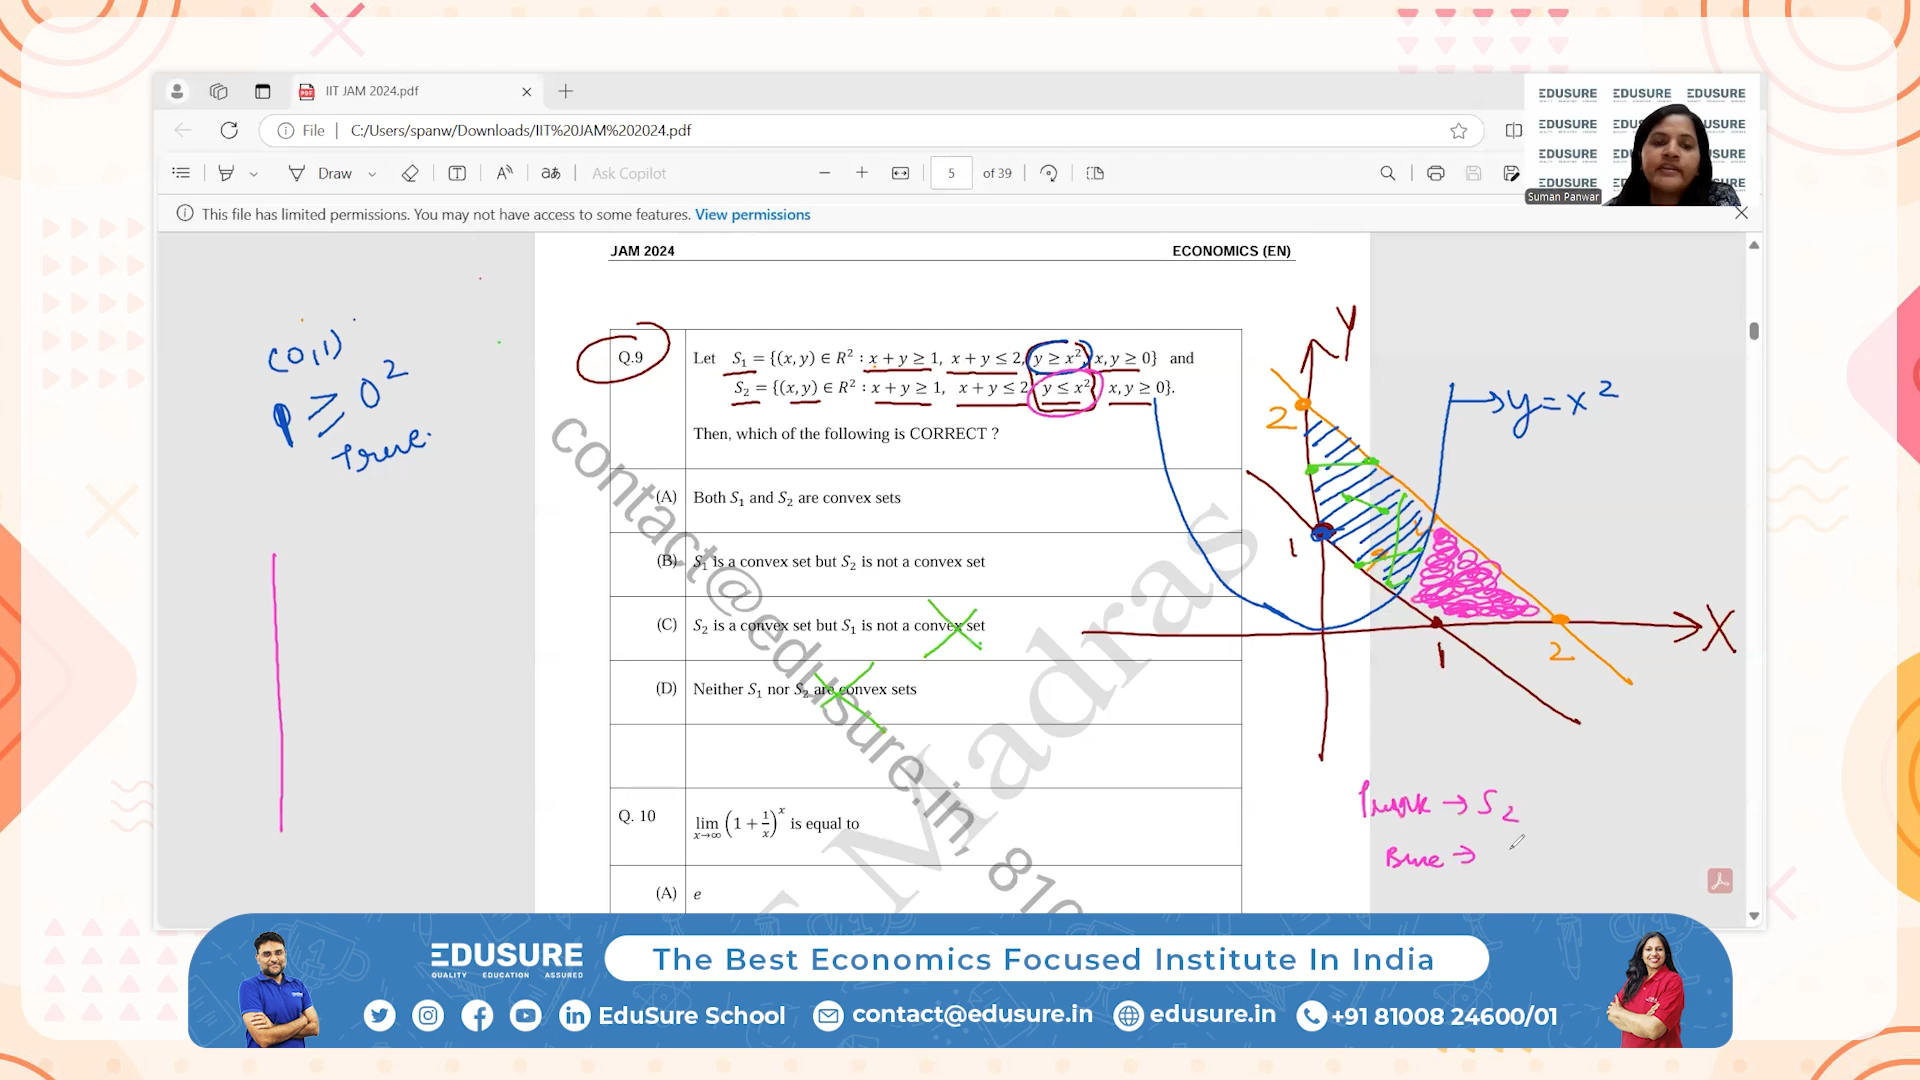 IIT JAM 2024.pdf
File C:/Users/spanw/Downloads/IIT%20JAM%202024.pdf
Draw Ask Copilot 5 of 39
This file has limited permissions. You may not have access to some features. View permissions
EDUSURE EDUSURE EDUSURE
Suman Panwar
JAM 2024 ECONOMICS (EN)
Q.9 Let S₁ = {(x, y) ∈ R² : x + y ≥ 1, x + y ≤ 2, y ≥ x², x, y ≥ 0} and
S₂ = {(x, y) ∈ R² : x + y ≥ 1, x + y ≤ 2, y ≤ x², x, y ≥ 0}.
Then, which of the following is CORRECT ?
(A) Both S₁ and S₂ are convex sets
(B) S₁ is a convex set but S₂ is not a convex set
(C) S₂ is a convex set but S₁ is not a convex set
(D) Neither S₁ nor S₂ are convex sets
Q. 10 lim x→∞ (1 + 1/x)^x is equal to
(A) e
contact@edusure.in, 810
Madras
(0,1)
1 ≥ 0²
true.
Y
2
1
y = x²
X
1
2
→ S₂
Blue →
EDUSURE
QUALITY EDUCATION ASSURED
The Best Economics Focused Institute In India
EduSure School contact@edusure.in edusure.in +91 81008 24600/01